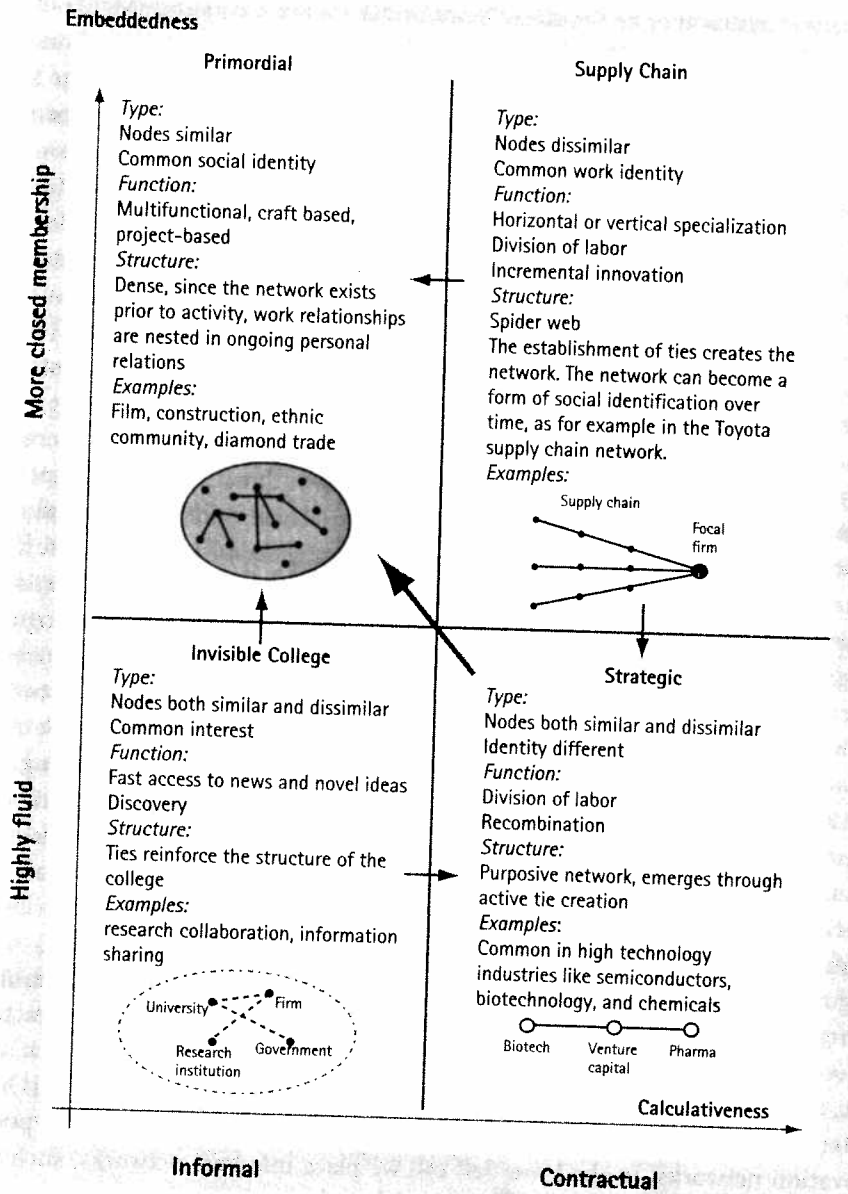 Embeddedness
Primordial
Type:
Nodes similar
Common social identity
Function:
Multifunctional, craft based,
project-based
Structure:
Dense, since the network exists
prior to activity, work relationships
are nested in ongoing personal
relations
Examples:
Film, construction, ethnic
community, diamond trade
Supply Chain
Type:
Nodes dissimilar
Common work identity
Function:
Horizontal or vertical specialization
Division of labor
Incremental innovation
Structure:
Spider web
The establishment of ties creates the
network. The network can become a
form of social identification over
time, as for example in the Toyota
supply chain network.
Examples:
Supply chain
Focal
firm
More closed membership
Invisible College
Type:
Nodes both similar and dissimilar
Common interest
Function:
Fast access to news and novel ideas
Discovery
Structure:
Ties reinforce the structure of the
college
Examples:
research collaboration, information
sharing
University
Firm
Research
institution
Government
Strategic
Type:
Nodes both similar and dissimilar
Identity different
Function:
Division of labor
Recombination
Structure:
Purposive network, emerges through
active tie creation
Examples:
Common in high technology
industries like semiconductors,
biotechnology, and chemicals
Biotech
Venture
capital
Pharma
Highly fluid
Calculativeness
Informal
Contractual